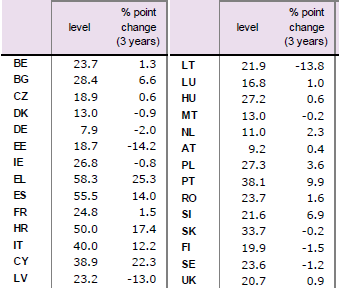 level % point change (3 years) level % point change (3 years)
BE 23.7 1.3 LT 21.9 -13.8
BG 28.4 6.6 LU 16.8 1.0
CZ 18.9 0.6 HU 27.2 0.6
DK 13.0 -0.9 MT 13.0 -0.2
DE 7.9 -2.0 NL 11.0 2.3
EE 18.7 -14.2 AT 9.2 0.4
IE 26.8 -0.8 PL 27.3 3.6
EL 58.3 25.3 PT 38.1 9.9
ES 55.5 14.0 RO 23.7 1.6
FR 24.8 1.5 SI 21.6 6.9
HR 50.0 17.4 SK 33.7 -0.2
IT 40.0 12.2 FI 19.9 -1.5
CY 38.9 22.3 SE 23.6 -1.2
LV 23.2 -13.0 UK 20.7 0.9